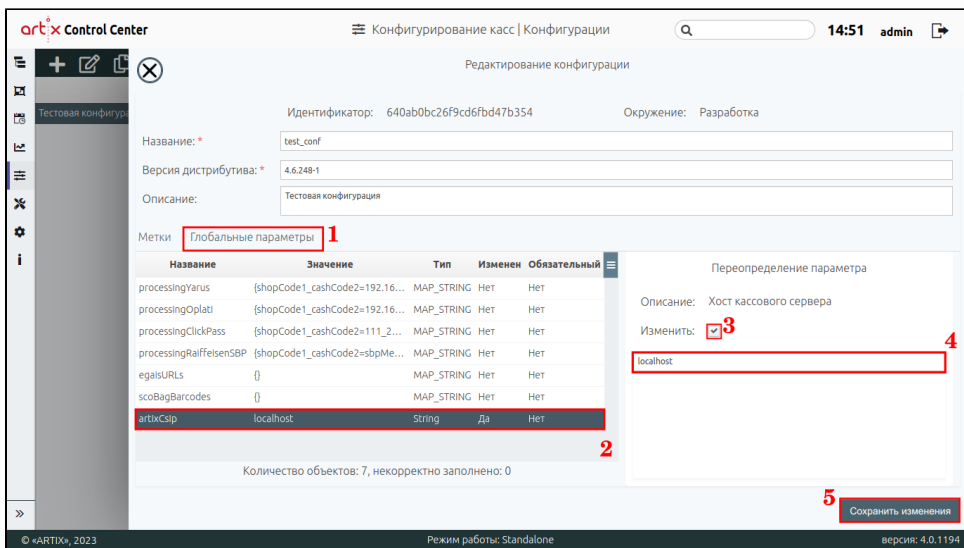 artix Control Center
Конфигурирование касс | Конфигурации
14:51 admin
Редактирование конфигурации
Тестовая конфигура
Идентификатор: 640ab0bc26f9cd6fbd47b354 Окружение: Разработка
Название: * test_conf
Версия дистрибутива: * 4.6.248-1
Описание: Тестовая конфигурация
Метки Глобальные параметры 1
Название Значение Тип Изменен Обязательный
processingYarus {shopCode1_cashCode2=192.16... MAP_STRING Нет Нет
processingOplati {shopCode1_cashCode2=192.16... MAP_STRING Нет Нет
processingClickPass {shopCode1_cashCode2=111_2... MAP_STRING Нет Нет
processingRaiffeisenSBP {shopCode1_cashCode2=sbpMe... MAP_STRING Нет Нет
egaisURLs {} MAP_STRING Нет Нет
scoBagBarcodes {} MAP_STRING Нет Нет
artixCsIp localhost String Да Нет
2
Количество объектов: 7, некорректно заполнено: 0
Переопределение параметра
Описание: Хост кассового сервера
Изменить: 3
4
localhost
5
Сохранить изменения
© «ARTIX», 2023 Режим работы: Standalone версия: 4.0.1194